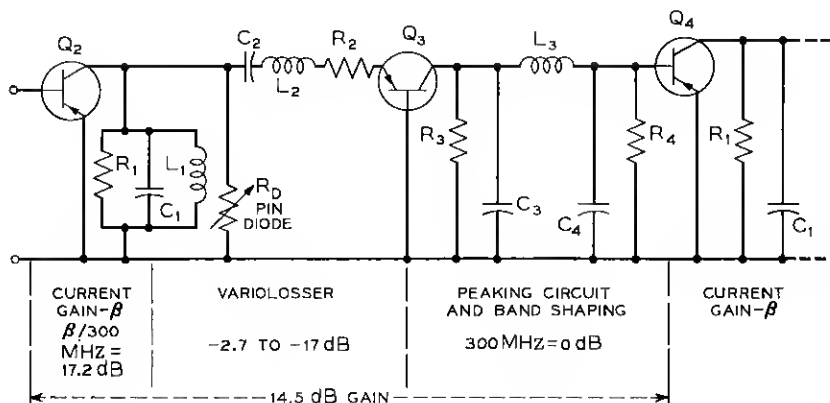 Q2
C2
L2
R2
Q3
L3
Q4
R1
L1
C1
RD
PIN
DIODE
R3
C3
C4
R4
R1
C1
CURRENT
GAIN-β
β/300
MHz=
17.2 dB
VARIOLOSSER
-2.7 TO -17 dB
PEAKING CIRCUIT
AND BAND SHAPING
300 MHz = 0 dB
CURRENT
GAIN-β
14.5 dB GAIN